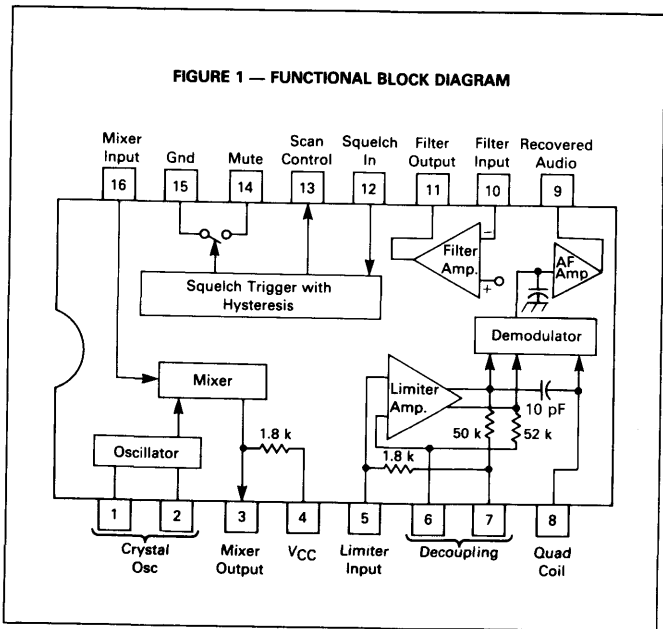 FIGURE 1 — FUNCTIONAL BLOCK DIAGRAM
Mixer
Input
Gnd
Mute
Scan
Control
Squelch
In
Filter
Output
Filter
Input
Recovered
Audio
16
15
14
13
12
11
10
9
Squelch Trigger with
Hysteresis
Filter
Amp.
−
+
AF
Amp
Demodulator
Mixer
Oscillator
1.8 k
Limiter
Amp.
10 pF
50 k
52 k
1.8 k
1
2
3
4
5
6
7
8
Crystal
Osc
Mixer
Output
VCC
Limiter
Input
Decoupling
Quad
Coil